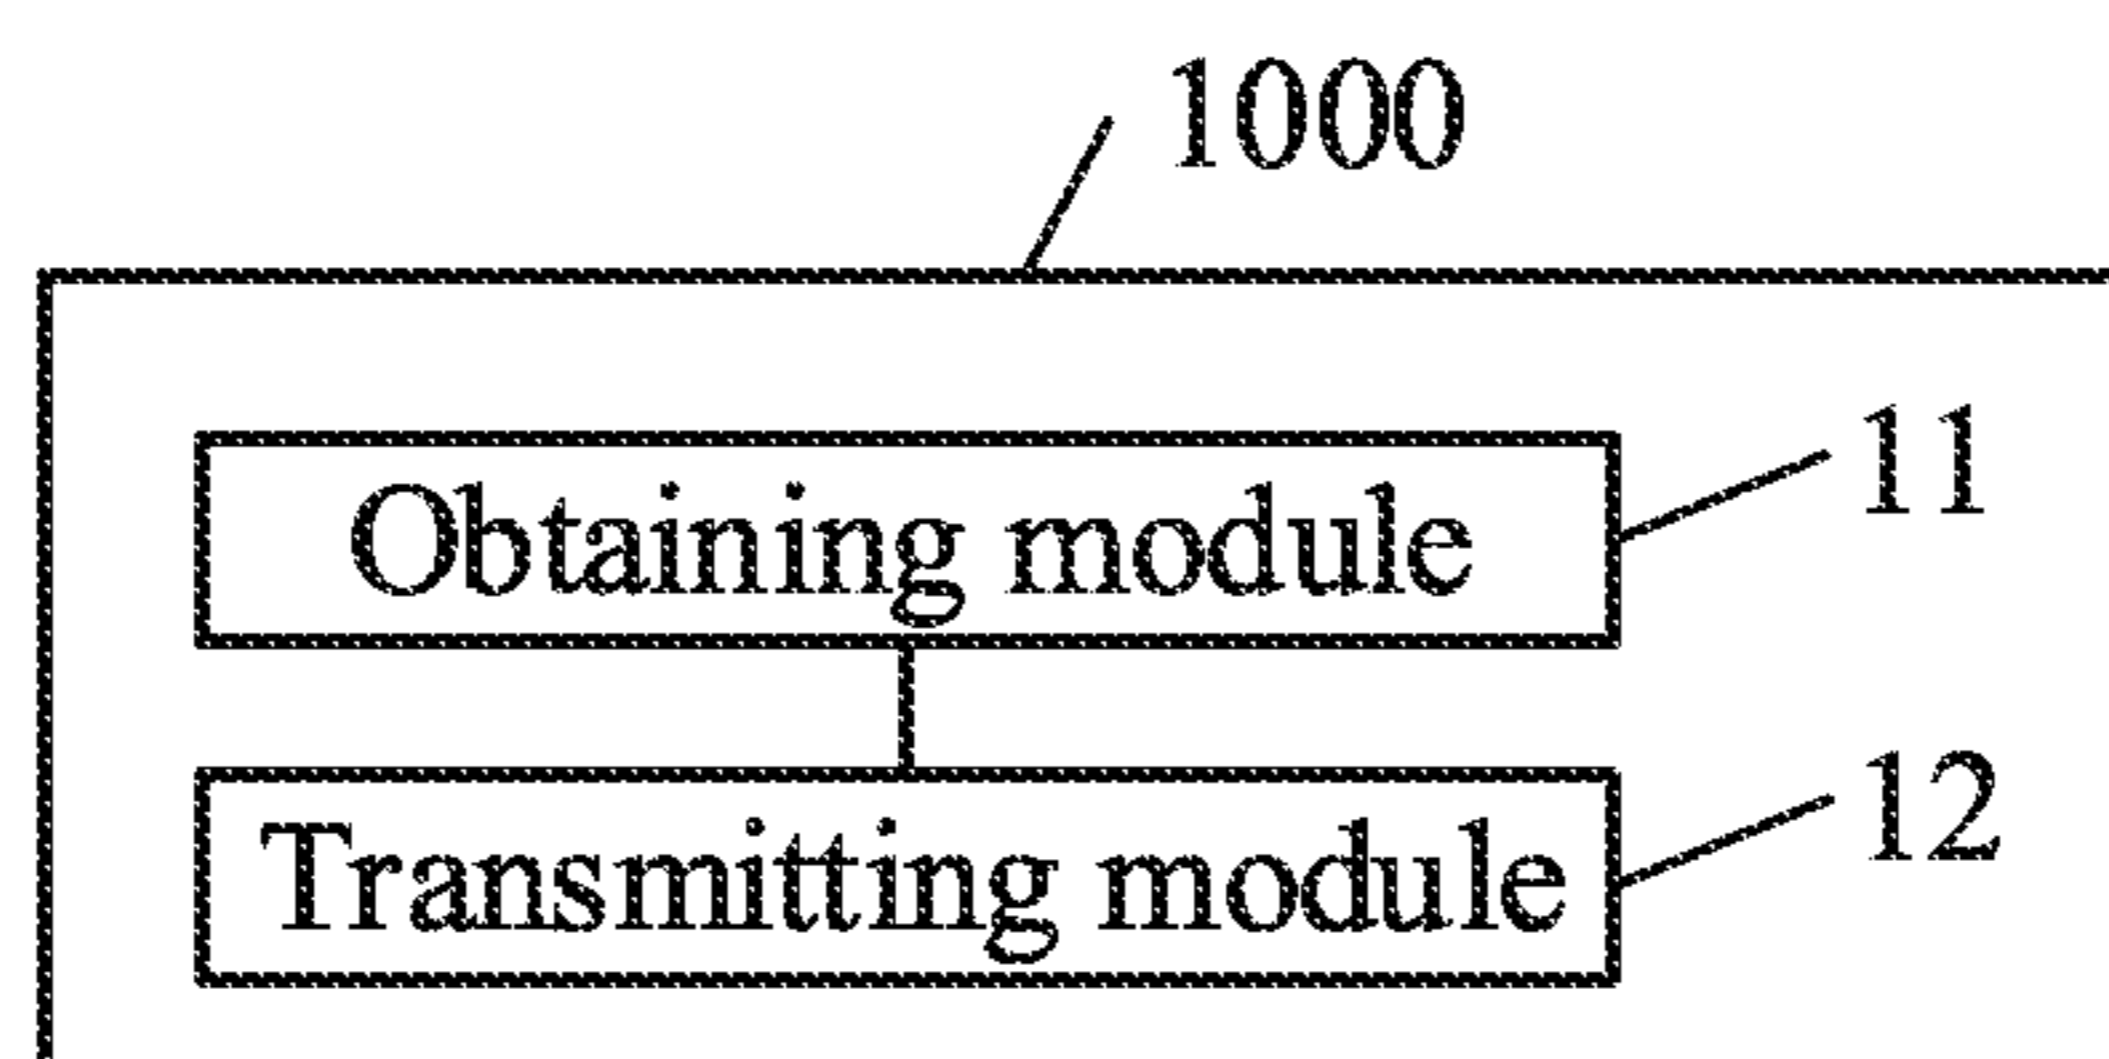 1000
Obtaining module
11
Transmitting module
12